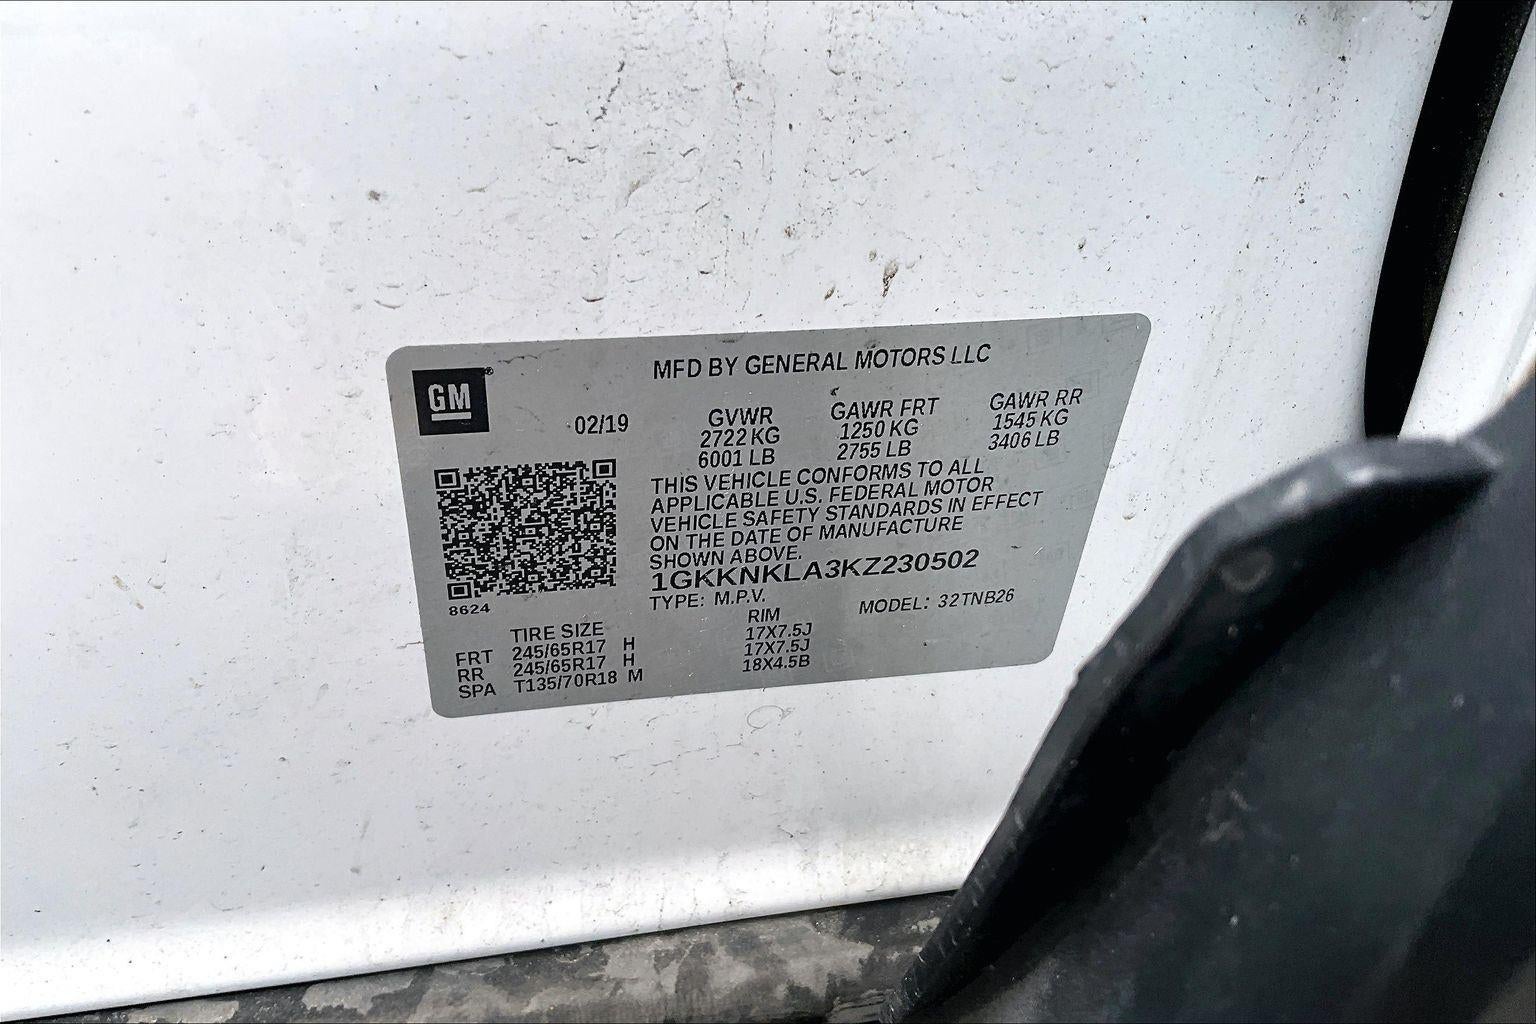 GM
MFD BY GENERAL MOTORS LLC
02/19
GVWR GAWR FRT GAWR RR
2722 KG 1250 KG 1545 KG
6001 LB 2755 LB 3406 LB
THIS VEHICLE CONFORMS TO ALL
APPLICABLE U.S. FEDERAL MOTOR
VEHICLE SAFETY STANDARDS IN EFFECT
ON THE DATE OF MANUFACTURE
SHOWN ABOVE.
1GKKNKLA3KZ230502
8624
TYPE: M.P.V. MODEL: 32TNB26
TIRE SIZE RIM
FRT 245/65R17 H 17X7.5J
RR 245/65R17 H 17X7.5J
SPA T135/70R18 M 18X4.5B